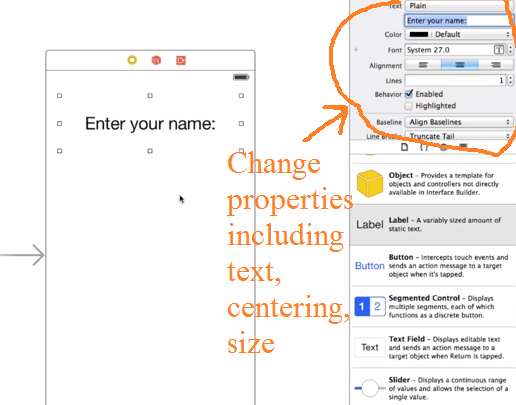 Text Plain
Enter your name:
Color Default
Font System 27.0 T
Alignment
Lines 1
Behavior Enabled
Highlighted
Baseline Align Baselines
Line Breaks Truncate Tail
Enter your name:
Change
properties
including
text,
centering,
size
{ }
Object – Provides a template for
objects and controllers not directly
available in Interface Builder.
Label
Label – A variably sized amount of
static text.
Button
Button – Intercepts touch events and
sends an action message to a target
object when it's tapped.
1 2
Segmented Control – Displays
multiple segments, each of which
functions as a discrete button.
Text
Text Field – Displays editable text
and sends an action message to a
target object when Return is tapped.
Slider – Displays a continuous range
of values and allows the selection of a
single value.